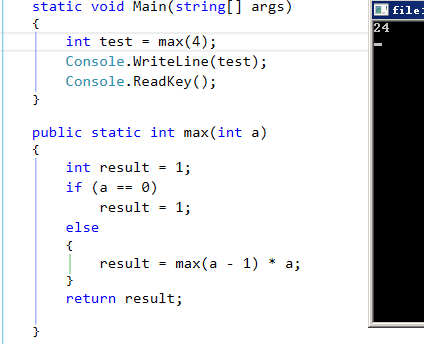 static void Main(string[] args)
{
int test = max(4);
Console.WriteLine(test);
Console.ReadKey();
}
public static int max(int a)
{
int result = 1;
if (a == 0)
result = 1;
else
{
result = max(a - 1) * a;
}
return result;
}
file:
24